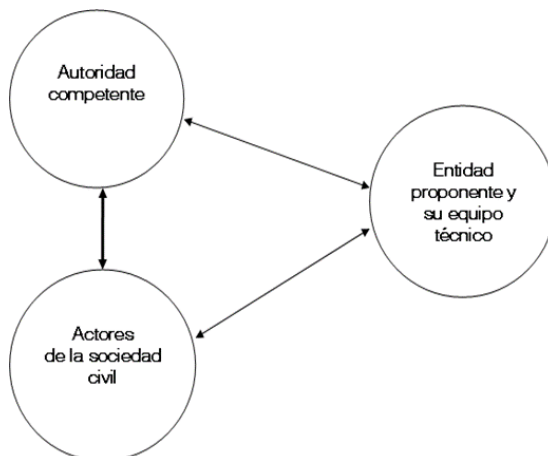 Autoridad
competente
Entidad
proponente y
su equipo
técnico
Actores
de la sociedad
civil